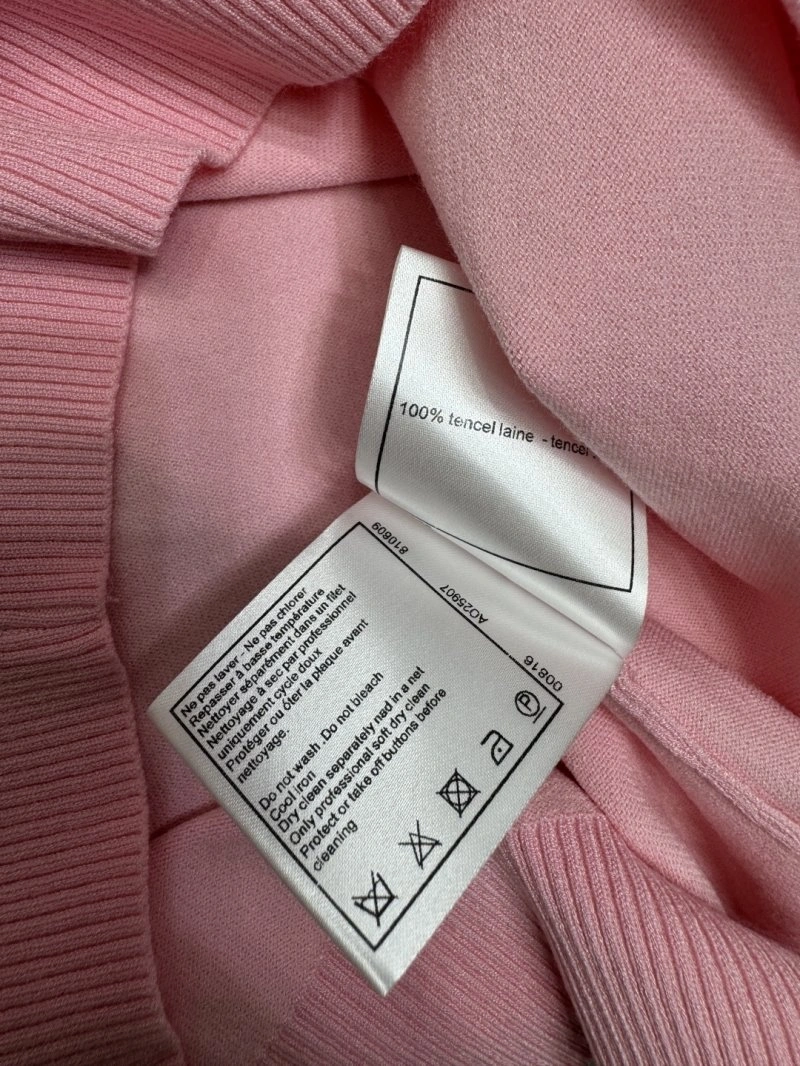 100% tencel laine - tencel
810609
AO25907
00816
Ne pas laver - Ne pas chlorer
Repasser à basse température
Nettoyer séparément dans un filet
Nettoyage à sec par professionnel
uniquement cycle doux
Protéger ou ôter la plaque avant
nettoyage.
Do not wash . Do not bleach
Cool iron
Dry clean separately nad in a net
Only professional soft dry clean
Protect or take off buttons before
cleaning
P